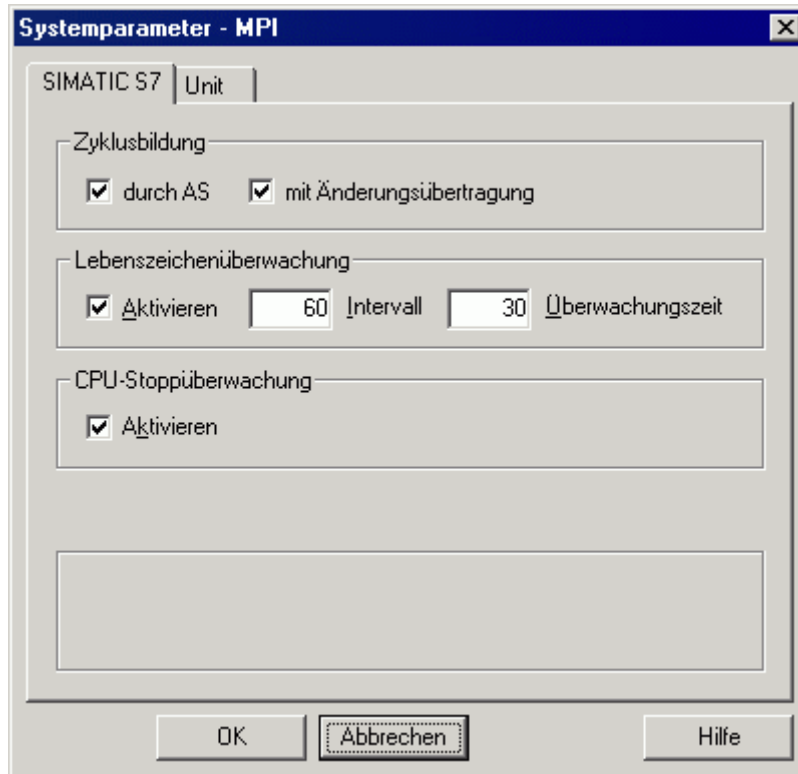 Systemparameter - MPI
SIMATIC S7 Unit
Zyklusbildung
durch AS mit Änderungsübertragung
Lebenszeichenüberwachung
Aktivieren 60 Intervall 30 Überwachungszeit
CPU-Stoppüberwachung
Aktivieren
OK Abbrechen Hilfe